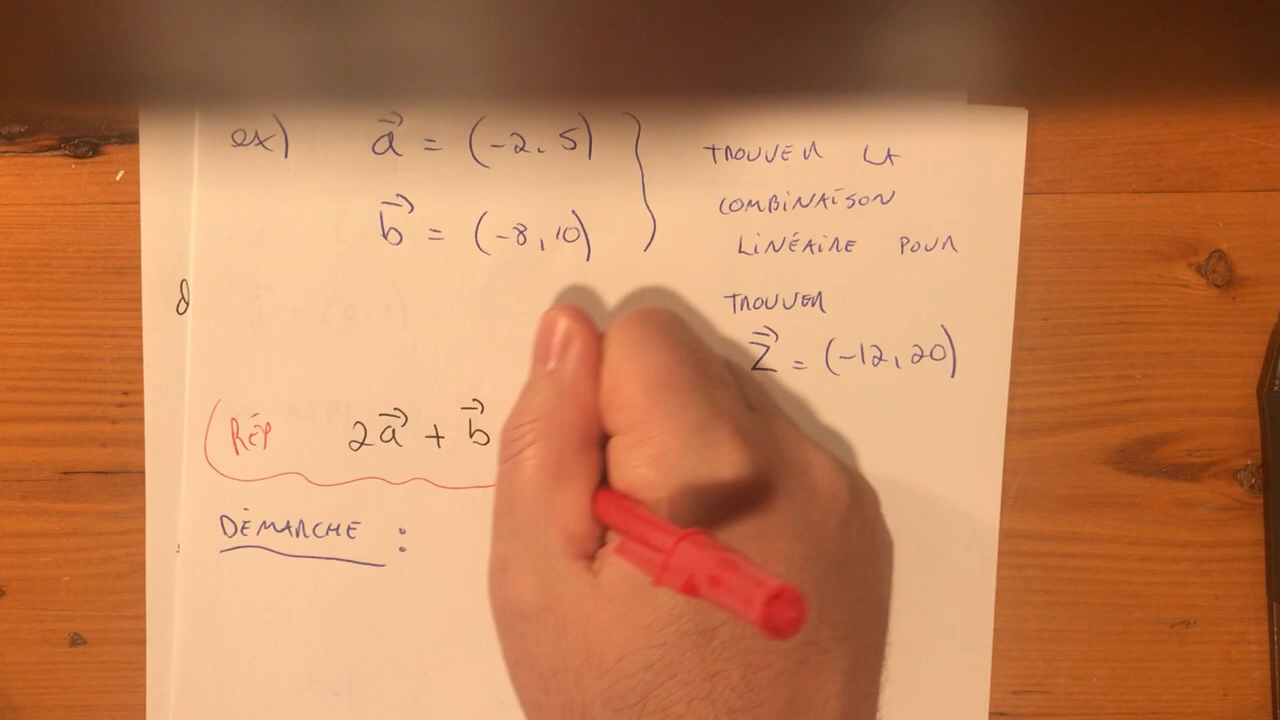 ex) a⃗ = (-2, 5)
b⃗ = (-8, 10)
TROUVER LA
COMBINAISON
LINÉAIRE POUR
TROUVER
Z⃗ = (-12, 20)
RÉP 2a⃗ + b⃗
DÉMARCHE :